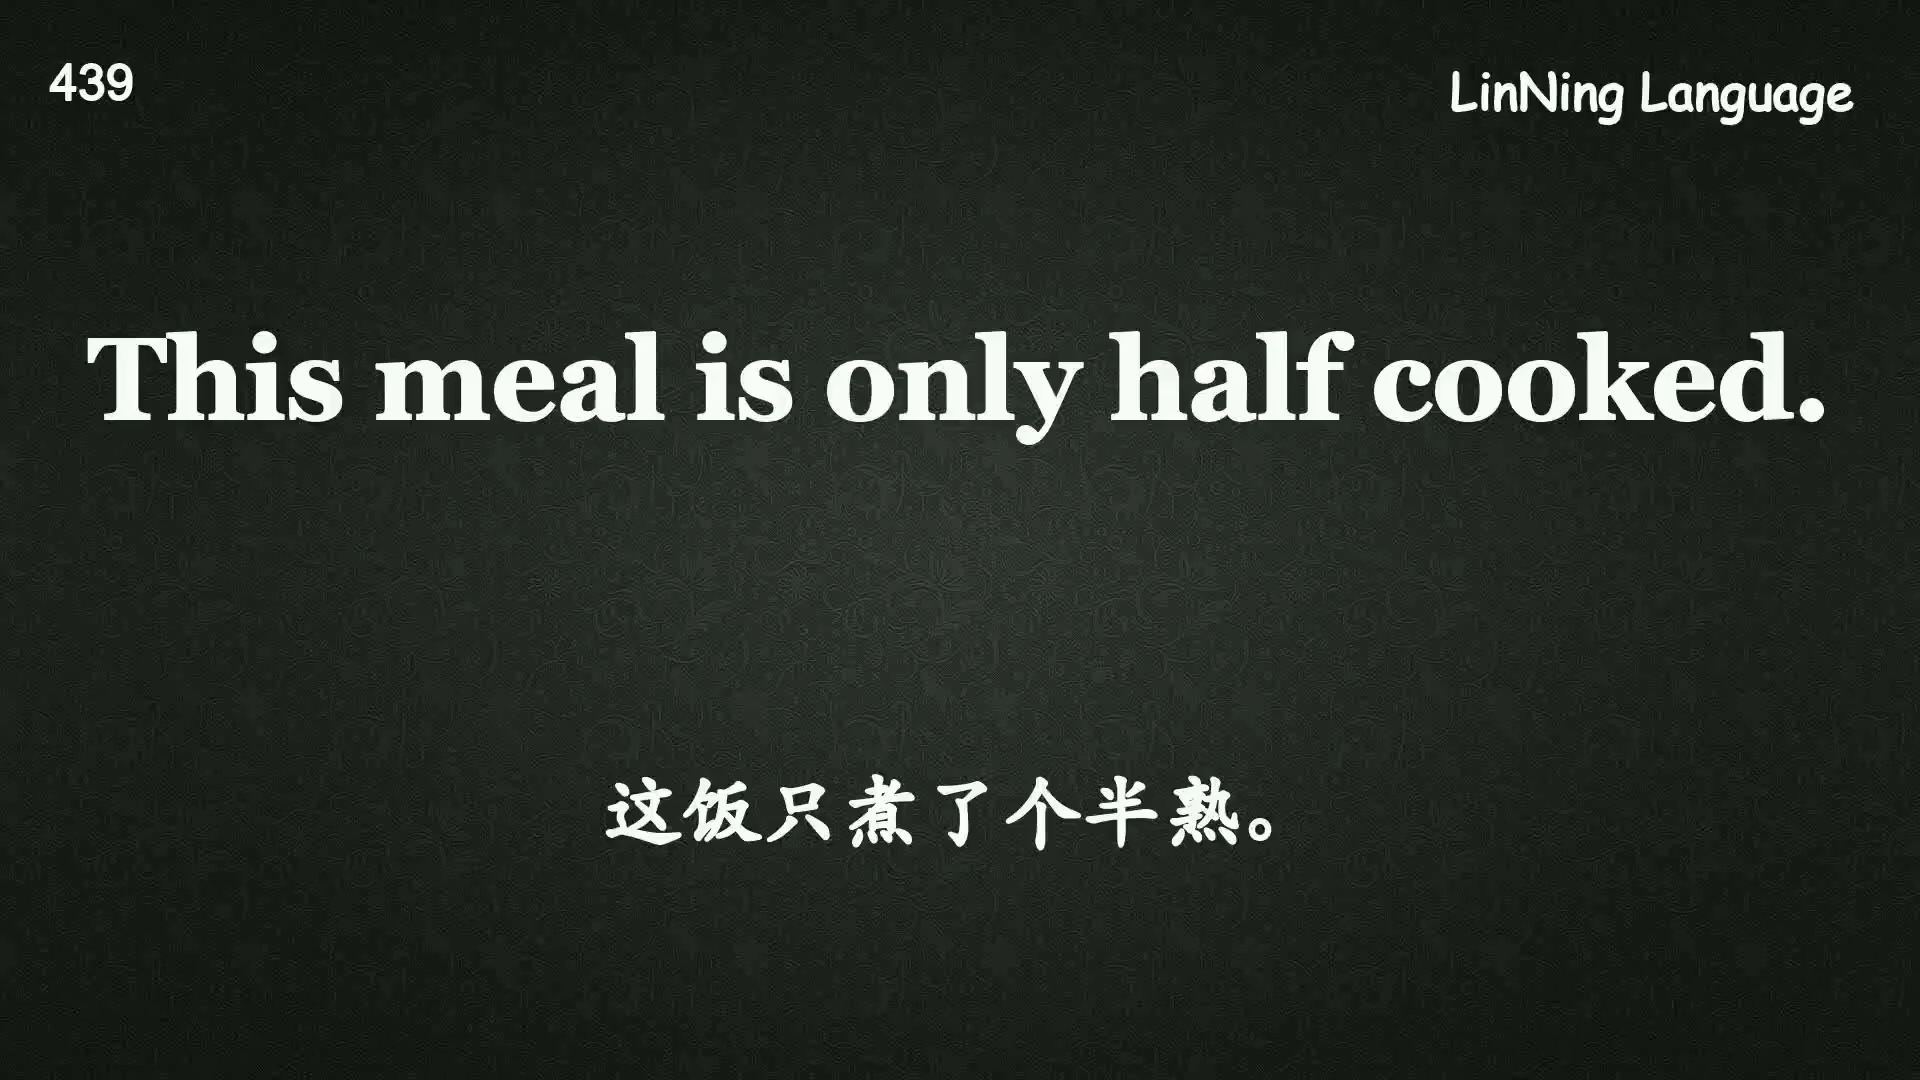 439
LinNing Language
This meal is only half cooked.
这饭只煮了个半熟。